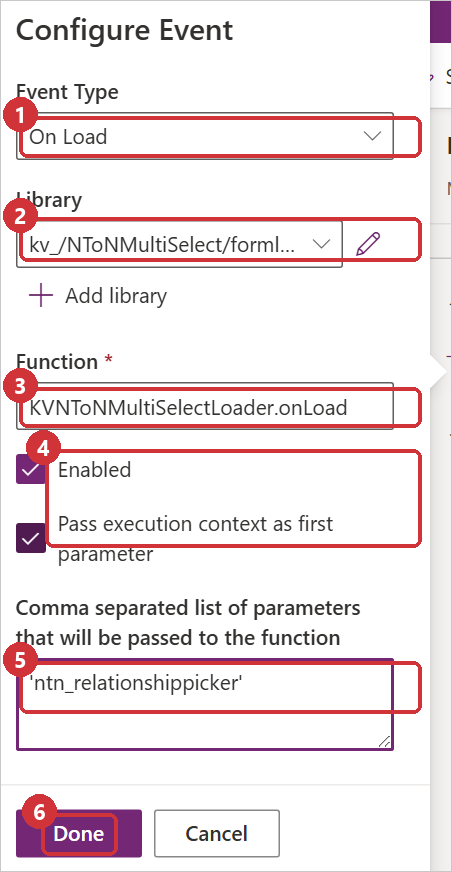 Configure Event
Event Type
1
On Load
Library
2
kv_/NToNMultiSelect/forml...
Add library
Function *
3
KVNToNMultiSelectLoader.onLoad
4
Enabled
Pass execution context as first
parameter
Comma separated list of parameters
that will be passed to the function
5
'ntn_relationshippicker'
6
Done
Cancel